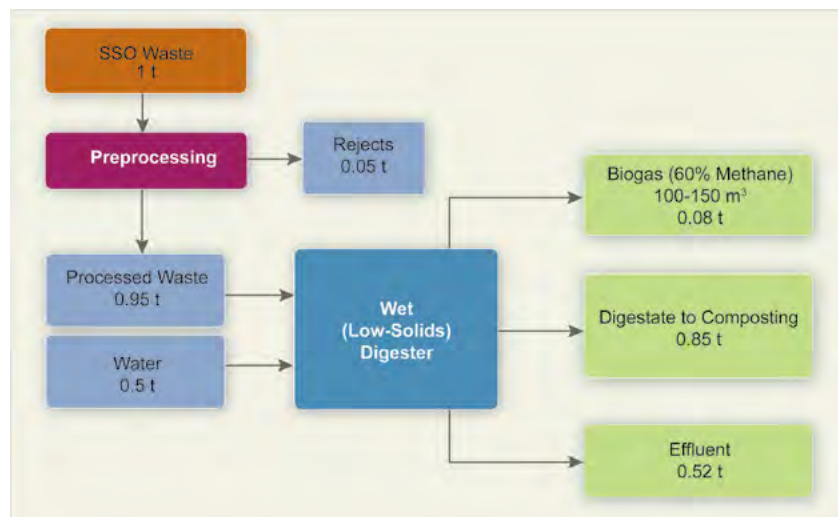 SSO Waste
1 t
Preprocessing
Rejects
0.05 t
Processed Waste
0.95 t
Water
0.5 t
Wet
(Low-Solids)
Digester
Biogas (60% Methane)
100-150 m³
0.08 t
Digestate to Composting
0.85 t
Effluent
0.52 t